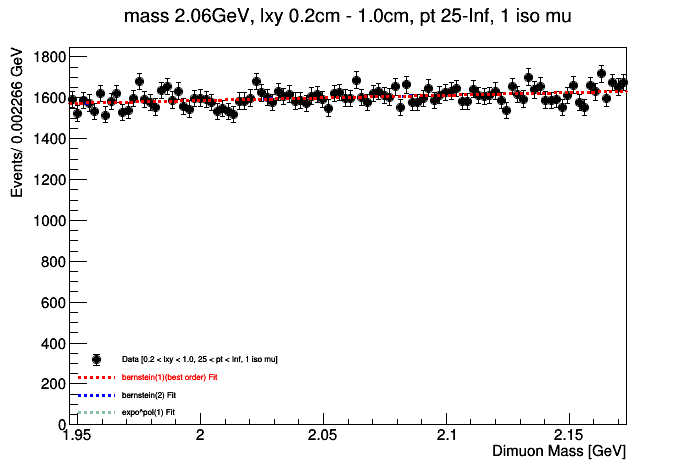 mass 2.06GeV, lxy 0.2cm - 1.0cm, pt 25-Inf, 1 iso mu
Events/ 0.002266 GeV
1800
1600
1400
1200
1000
800
600
400
200
0
Data [0.2 < lxy < 1.0, 25 < pt < Inf, 1 iso mu]
bernstein(1)(best order) Fit
bernstein(2) Fit
expo*pol(1) Fit
1.95 2 2.05 2.1 2.15
Dimuon Mass [GeV]